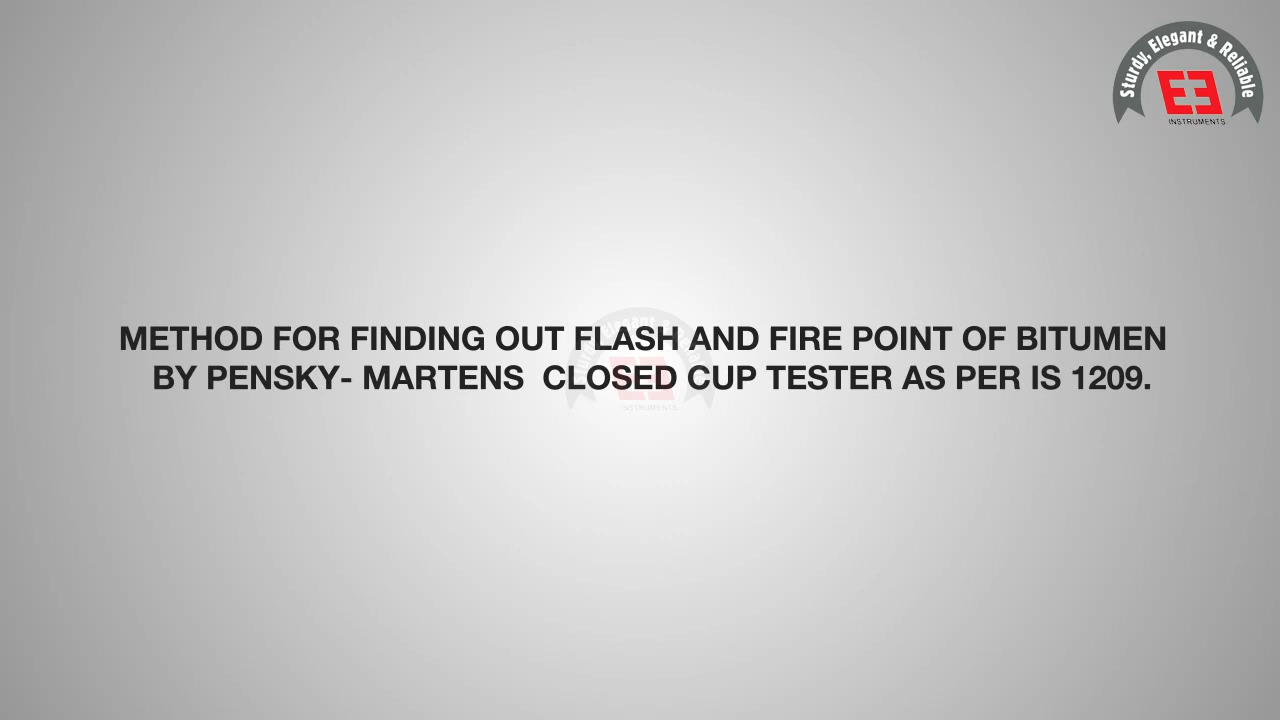 Sturdy, Elegant & Reliable
INSTRUMENTS
METHOD FOR FINDING OUT FLASH AND FIRE POINT OF BITUMEN
BY PENSKY- MARTENS  CLOSED CUP TESTER AS PER IS 1209.
INSTRUMENTS